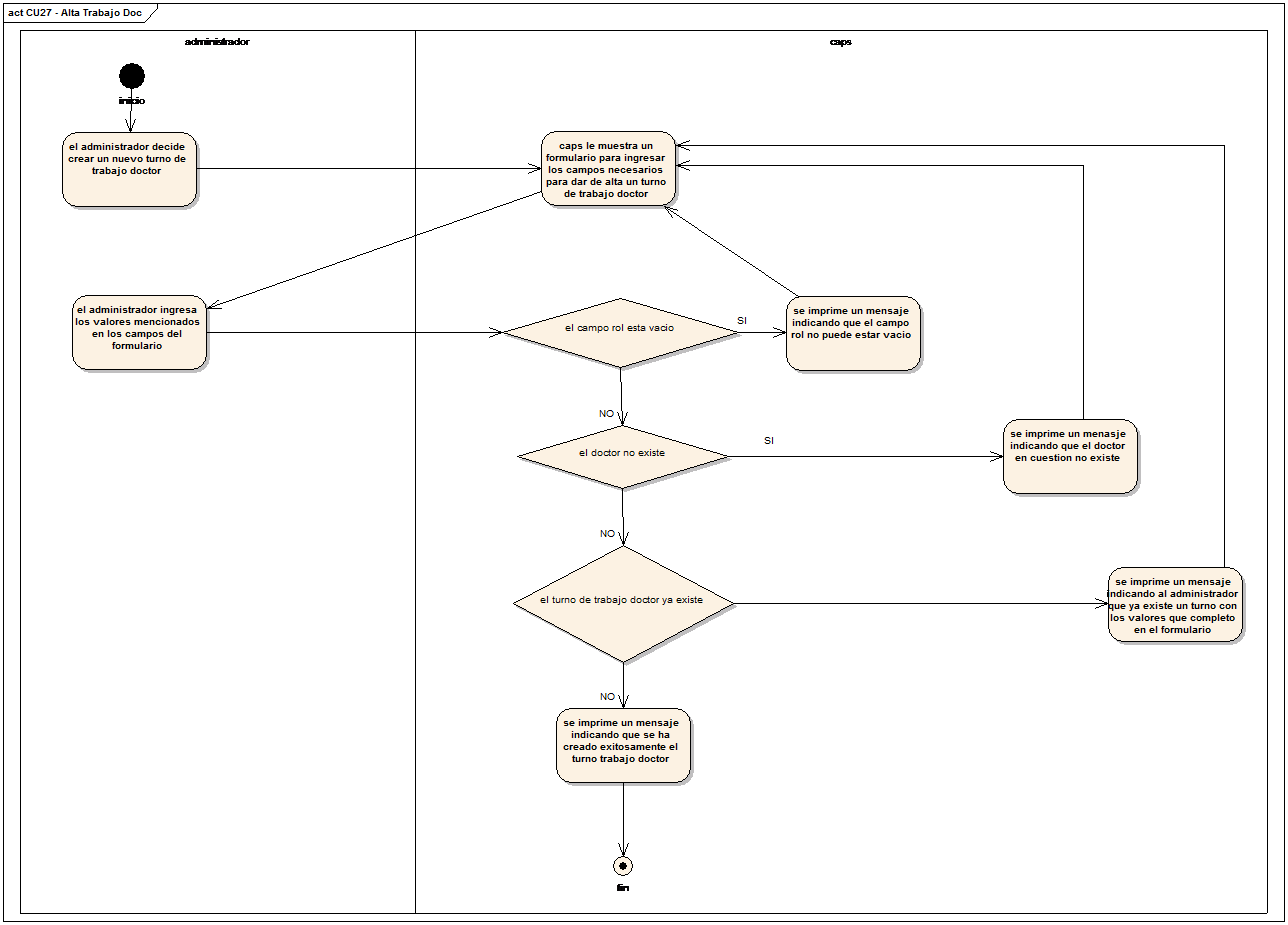 act CU27 - Alta Trabajo Doc
administrador
caps
inicio
el administrador decide
crear un nuevo turno de
trabajo doctor
caps le muestra un
formulario para ingresar
los campos necesarios
para dar de alta un turno
de trabajo doctor
el administrador ingresa
los valores mencionados
en los campos del
formulario
el campo rol esta vacio
SI
se imprime un mensaje
indicando que el campo
rol no puede estar vacio
NO
el doctor no existe
SI
se imprime un menasje
indicando que el doctor
en cuestion no existe
NO
el turno de trabajo doctor ya existe
se imprime un mensaje
indicando al administrador
que ya existe un turno con
los valores que completo
en el formulario
NO
se imprime un mensaje
indicando que se ha
creado exitosamente el
turno trabajo doctor
fin